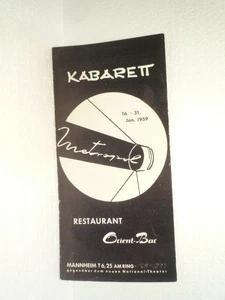 KABARETT
16. - 31.
Jan. 1959
Metropol
RESTAURANT
Orient-Bar
MANNHEIM T 6, 25 AM RING
gegenüber dem neuen National-Theater